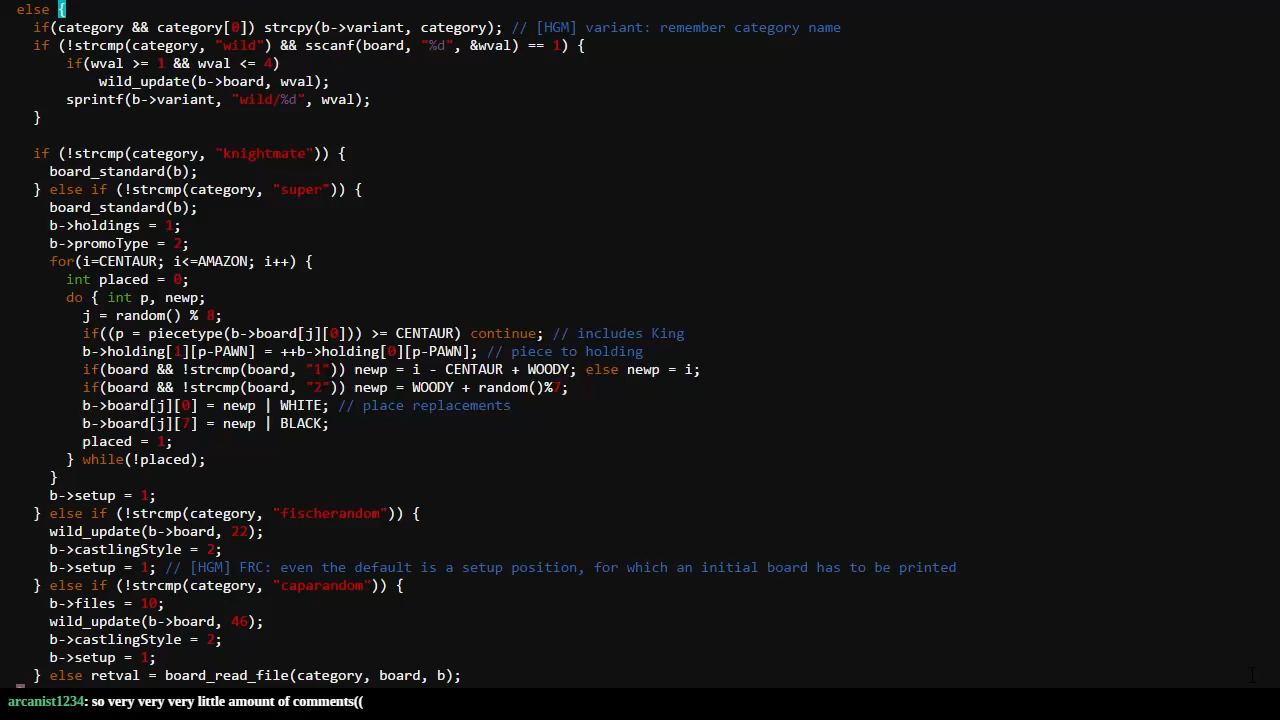 else {
if(category && category[0]) strcpy(b->variant, category); // [HGM] variant: remember category name
if (!strcmp(category, "wild") && sscanf(board, "%d", &wval) == 1) {
if(wval >= 1 && wval <= 4)
wild_update(b->board, wval);
sprintf(b->variant, "wild/%d", wval);
}
if (!strcmp(category, "knightmate")) {
board_standard(b);
} else if (!strcmp(category, "super")) {
board_standard(b);
b->holdings = 1;
b->promoType = 2;
for(i=CENTAUR; i<=AMAZON; i++) {
int placed = 0;
do { int p, newp;
j = random() % 8;
if((p = piecetype(b->board[j][0])) >= CENTAUR) continue; // includes King
b->holding[1][p-PAWN] = ++b->holding[0][p-PAWN]; // piece to holding
if(board && !strcmp(board, "1")) newp = i - CENTAUR + WOODY; else newp = i;
if(board && !strcmp(board, "2")) newp = WOODY + random()%7;
b->board[j][0] = newp | WHITE; // place replacements
b->board[j][7] = newp | BLACK;
placed = 1;
} while(!placed);
}
b->setup = 1;
} else if (!strcmp(category, "fischerandom")) {
wild_update(b->board, 22);
b->castlingStyle = 2;
b->setup = 1; // [HGM] FRC: even the default is a setup position, for which an initial board has to be printed
} else if (!strcmp(category, "caparandom")) {
b->files = 10;
wild_update(b->board, 46);
b->castlingStyle = 2;
b->setup = 1;
} else retval = board_read_file(category, board, b);
arcanist1234: so very very very little amount of comments((